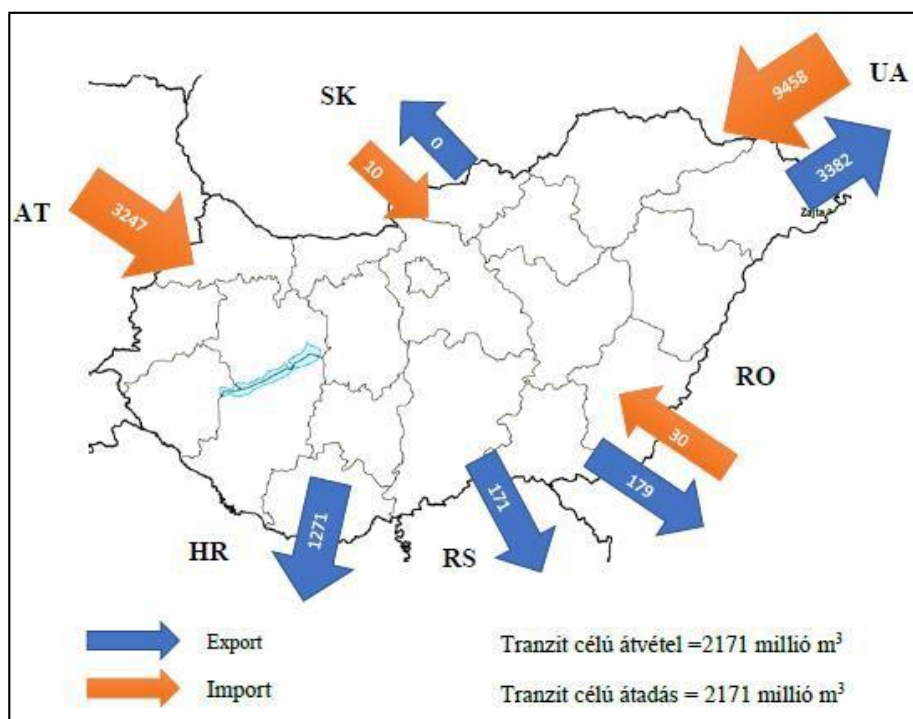 UA
9458
SK
0
3382
10
Zajta
AT
3247
RO
30
179
171
1271
HR
RS
Export
Tranzit célú átvétel =2171 millió m³
Import
Tranzit célú átadás = 2171 millió m³